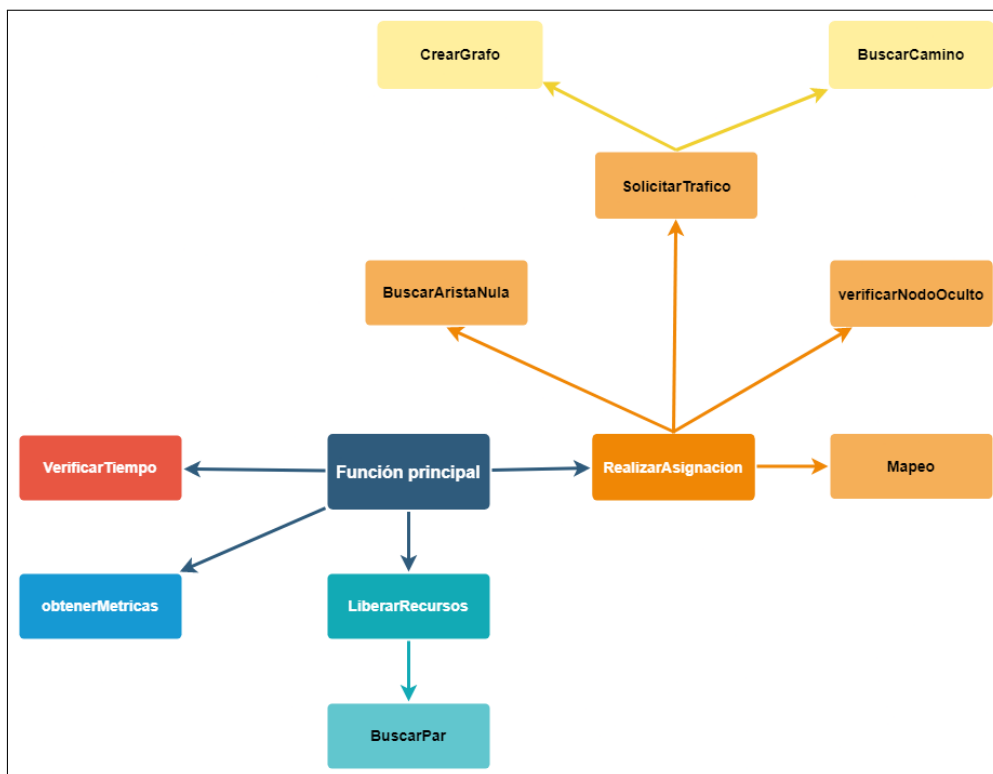 CrearGrafo
BuscarCamino
SolicitarTrafico
BuscarAristaNula
verificarNodoOculto
VerificarTiempo
Función principal
RealizarAsignacion
Mapeo
obtenerMetricas
LiberarRecursos
BuscarPar